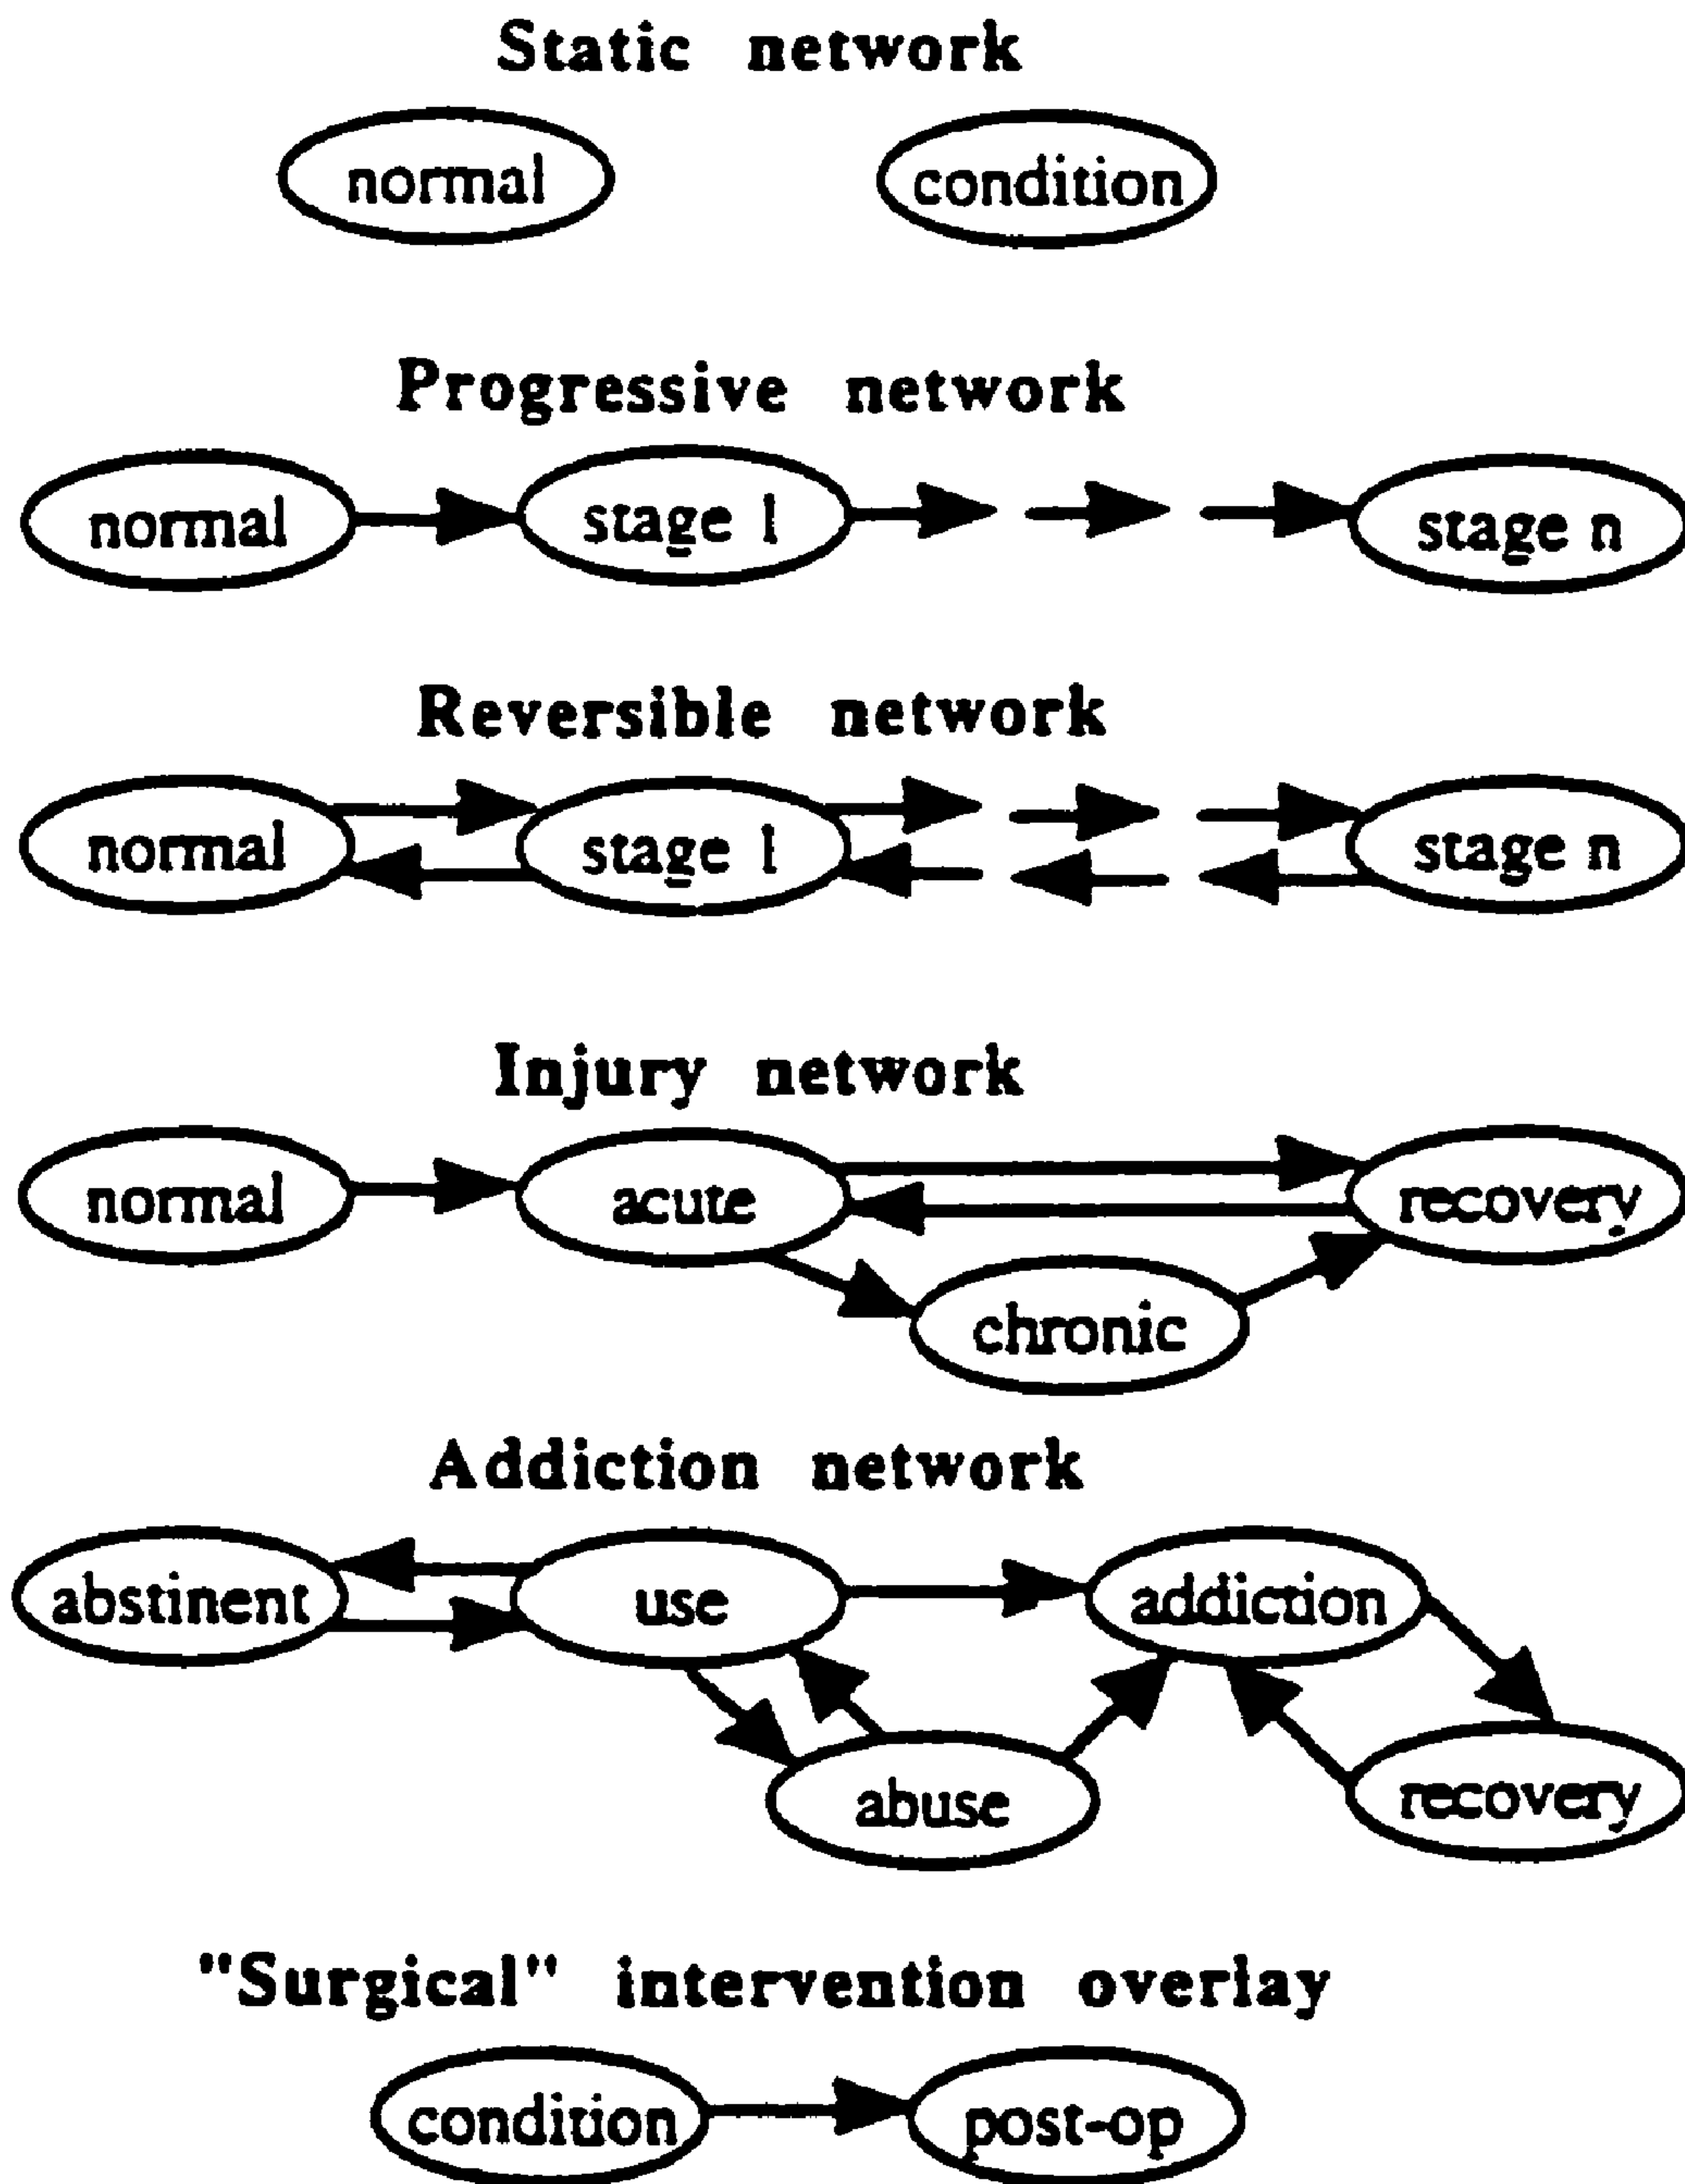 Static network
normal condition
Progressive network
normal stage 1 stage n
Reversible network
normal stage 1 stage n
Injury network
normal acute recovery
chronic
Addiction network
abstinent use addiction
abuse recovery
"Surgical" intervention overlay
condition post-op